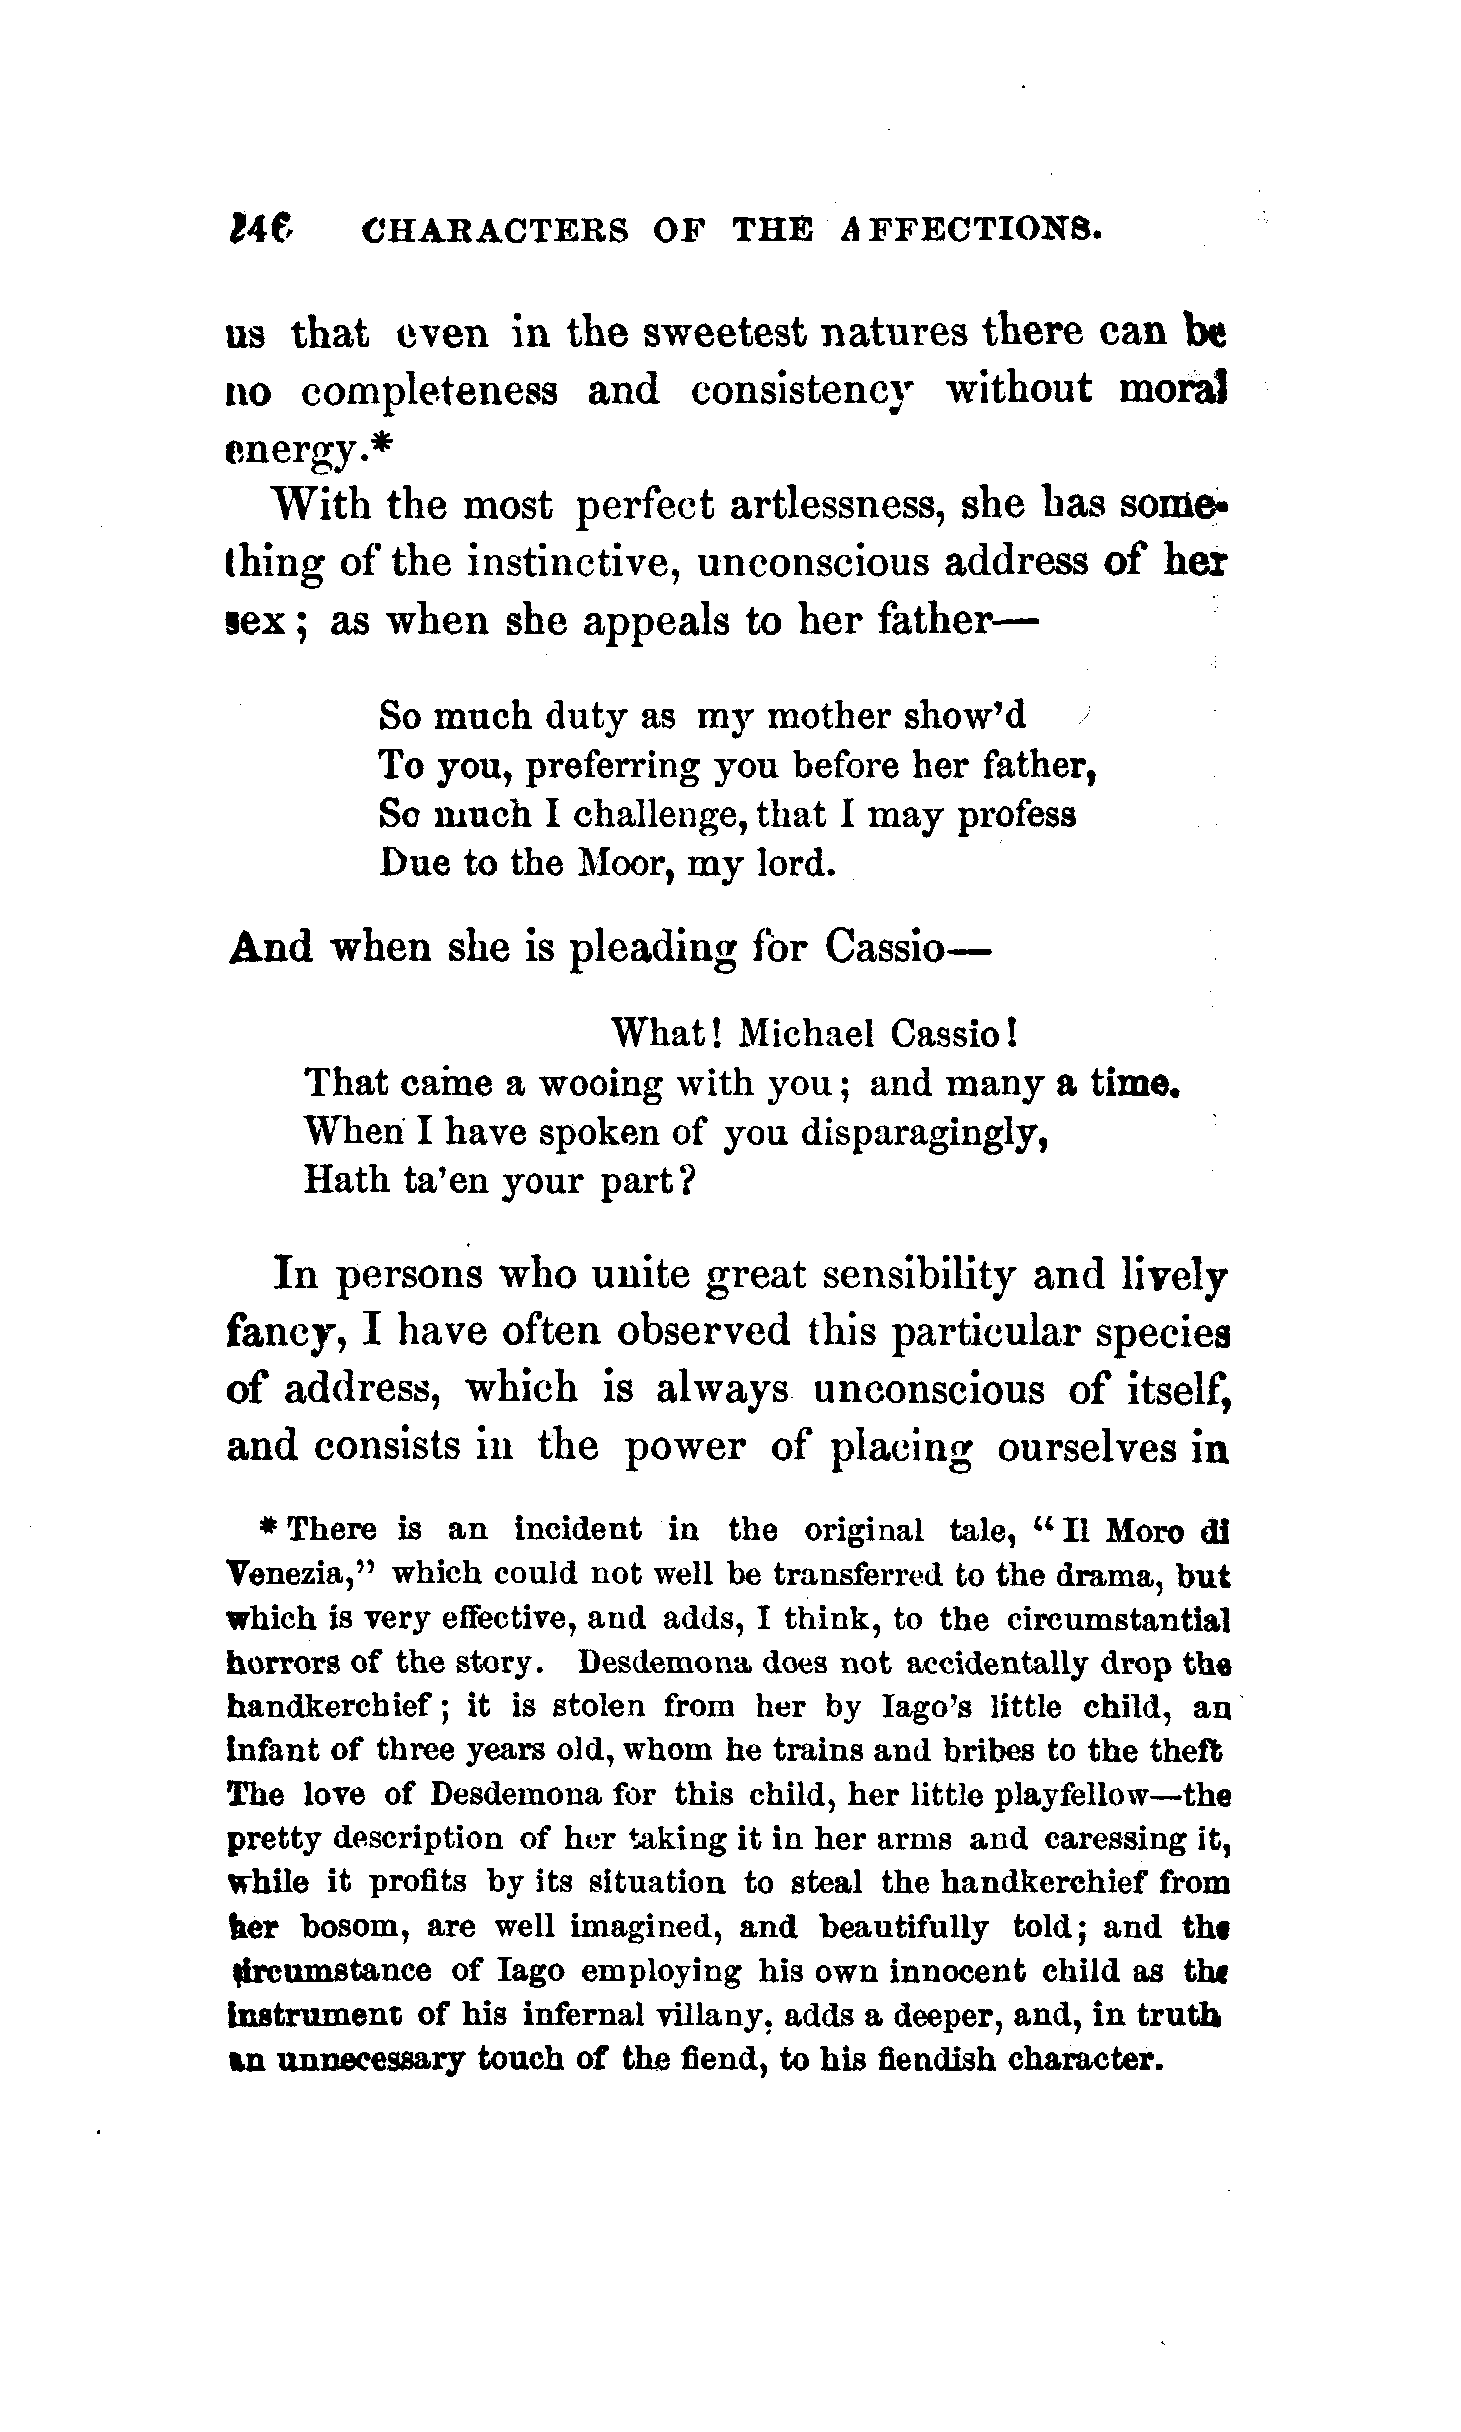 246 CHARACTERS OF THE AFFECTIONS.
us that even in the sweetest natures there can be
no completeness and consistency without moral
energy.*
With the most perfect artlessness, she has some-
thing of the instinctive, unconscious address of her
sex; as when she appeals to her father—
So much duty as my mother show'd
To you, preferring you before her father,
So much I challenge, that I may profess
Due to the Moor, my lord.
And when she is pleading for Cassio—
What! Michael Cassio!
That came a wooing with you; and many a time.
When I have spoken of you disparagingly,
Hath ta'en your part?
In persons who unite great sensibility and lively
fancy, I have often observed this particular species
of address, which is always unconscious of itself,
and consists in the power of placing ourselves in
* There is an incident in the original tale, "Il Moro di
Venezia," which could not well be transferred to the drama, but
which is very effective, and adds, I think, to the circumstantial
horrors of the story. Desdemona does not accidentally drop the
handkerchief; it is stolen from her by Iago's little child, an
infant of three years old, whom he trains and bribes to the theft
The love of Desdemona for this child, her little playfellow—the
pretty description of her taking it in her arms and caressing it,
while it profits by its situation to steal the handkerchief from
her bosom, are well imagined, and beautifully told; and the
circumstance of Iago employing his own innocent child as the
instrument of his infernal villany, adds a deeper, and, in truth
an unnecessary touch of the fiend, to his fiendish character.